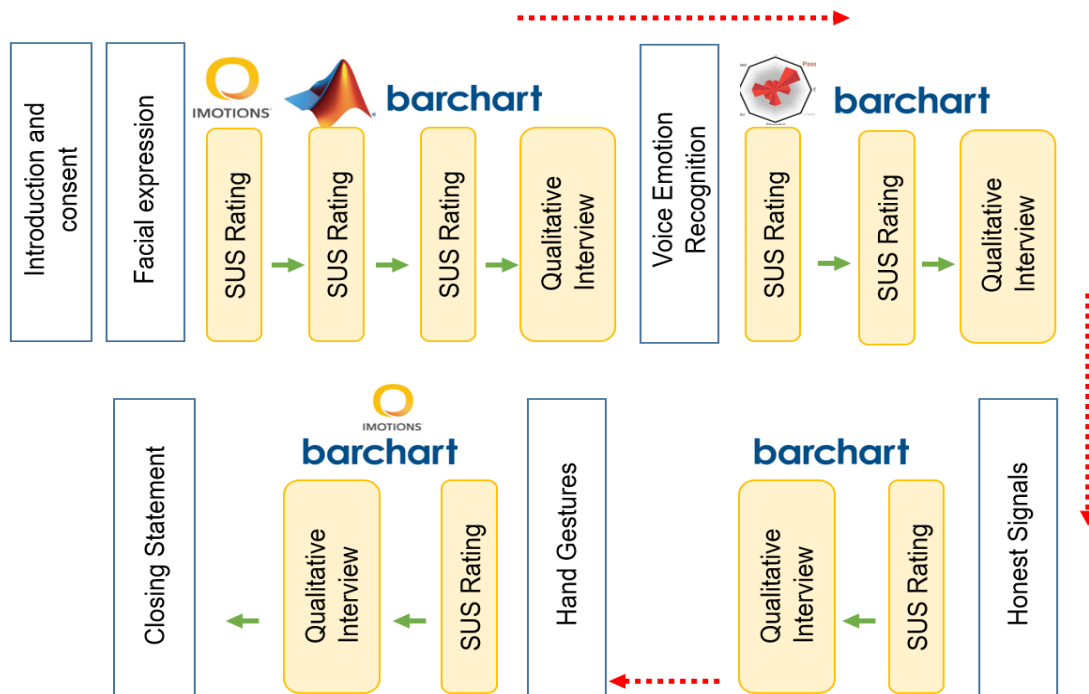 Introduction and
consent
Facial expression
IMOTIONS
SUS Rating
SUS Rating
barchart
SUS Rating
Qualitative
Interview
Voice Emotion
Recognition
SUS Rating
barchart
SUS Rating
Qualitative
Interview
Honest Signals
barchart
SUS Rating
Qualitative
Interview
Hand Gestures
IMOTIONS
barchart
SUS Rating
Qualitative
Interview
Closing Statement